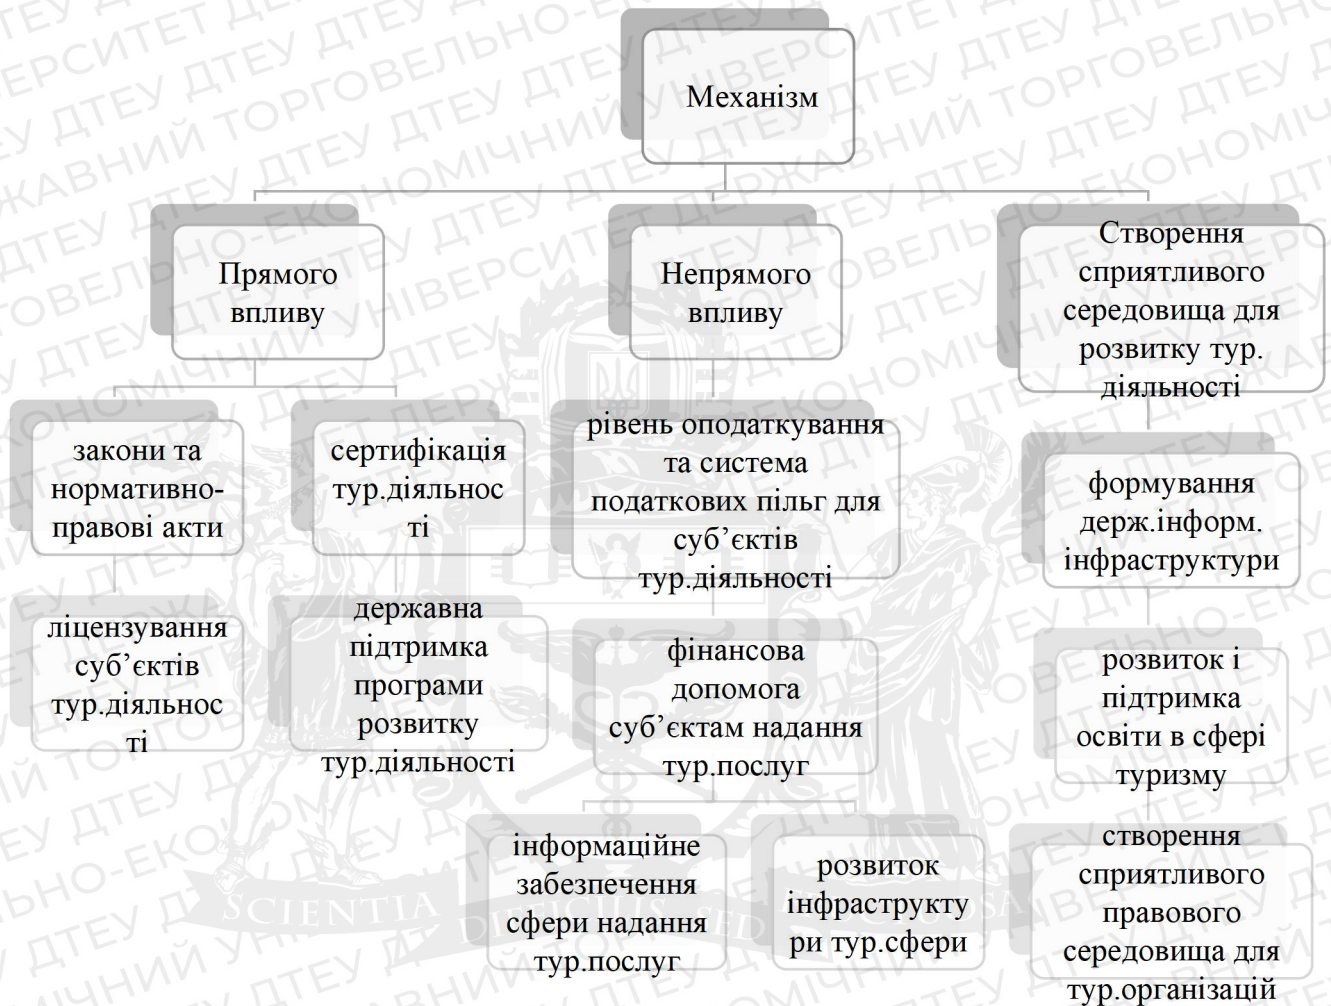 Механізм
Прямого
впливу
Непрямого
впливу
Створення
сприятливого
середовища для
розвитку тур.
діяльності
закони та
нормативно-
правові акти
сертифікація
тур.діяльнос
ті
рівень оподаткування
та система
податкових пільг для
суб’єктів
тур.діяльності
формування
держ.інформ.
інфраструктури
ліцензування
суб’єктів
тур.діяльнос
ті
державна
підтримка
програми
розвитку
тур.діяльності
фінансова
допомога
суб’єктам надання
тур.послуг
розвиток і
підтримка
освіти в сфері
туризму
інформаційне
забезпечення
сфери надання
тур.послуг
розвиток
інфраструкту
ри тур.сфери
створення
сприятливого
правового
середовища для
тур.організацій